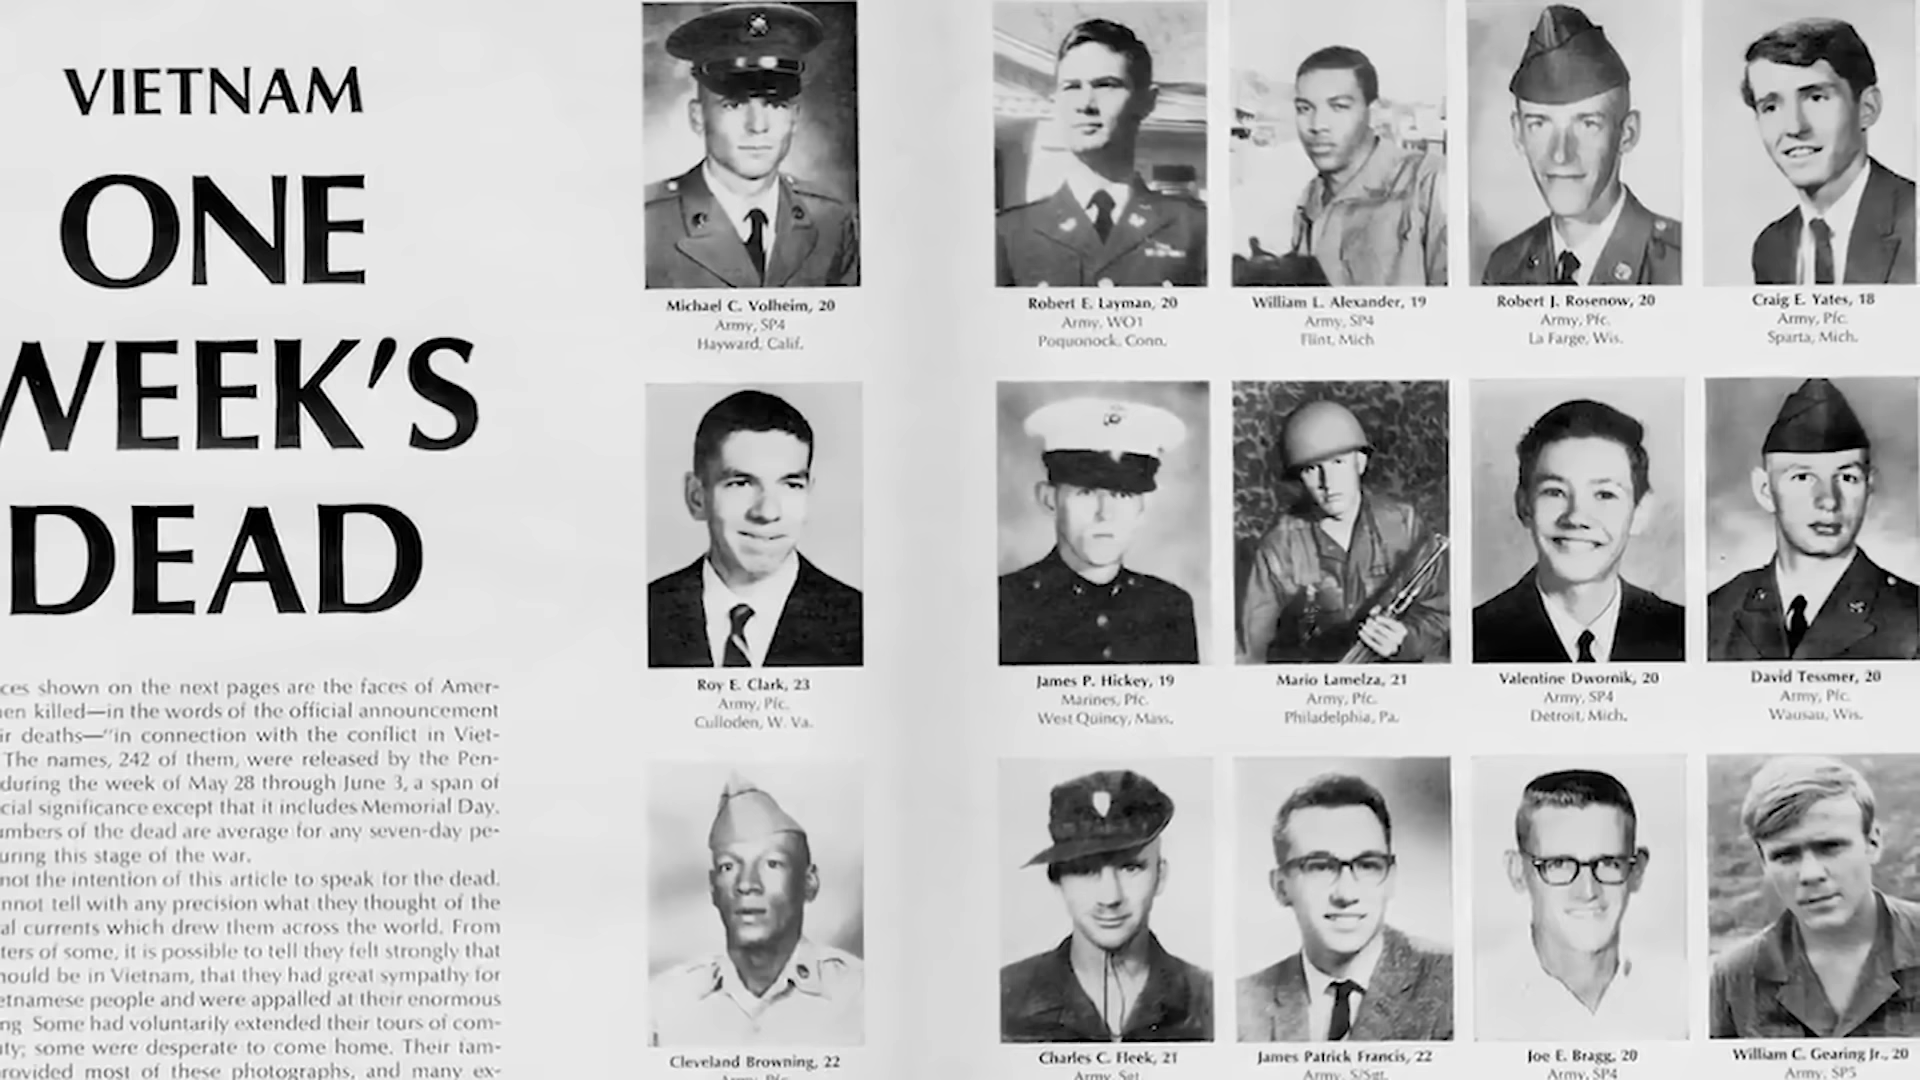 VIETNAM
ONE
WEEK'S
DEAD
ces shown on the next pages are the faces of Amer-
en killed—in the words of the official announcement
ir deaths—"in connection with the conflict in Viet-
The names, 242 of them, were released by the Pen-
during the week of May 28 through June 3, a span of
cial significance except that it includes Memorial Day.
umbers of the dead are average for any seven-day pe-
uring this stage of the war.
not the intention of this article to speak for the dead.
nnot tell with any precision what they thought of the
al currents which drew them across the world. From
ters of some, it is possible to tell they felt strongly that
hould be in Vietnam, that they had great sympathy for
etnamese people and were appalled at their enormous
ng Some had voluntarily extended their tours of com-
uty; some were desperate to come home. Their fam-
rovided most of these photographs, and many ex-
Michael C. Volheim, 20
Army, SP4
Hayward, Calif.
Robert E. Layman, 20
Army, WO1
Poquonock, Conn.
William L. Alexander, 19
Army, SP4
Flint, Mich
Robert J. Rosenow, 20
Army, Pfc.
La Farge, Wis.
Craig E. Yates, 18
Army, Pfc.
Sparta, Mich.
Roy E. Clark, 23
Army, Pfc.
Culloden, W. Va.
James P. Hickey, 19
Marines, Pfc.
West Quincy, Mass.
Mario Lamelza, 21
Army, Pfc.
Philadelphia, Pa.
Valentine Dwornik, 20
Army, SP4
Detroit, Mich.
David Tessmer, 20
Army, Pfc.
Wausau, Wis.
Cleveland Browning, 22
Army, Pfc.
Charles C. Fleek, 21
Army, Sgt.
James Patrick Francis, 22
Army, S/Sgt.
Joe E. Bragg, 20
Army, SP4
William C. Gearing Jr., 20
Army, SP5